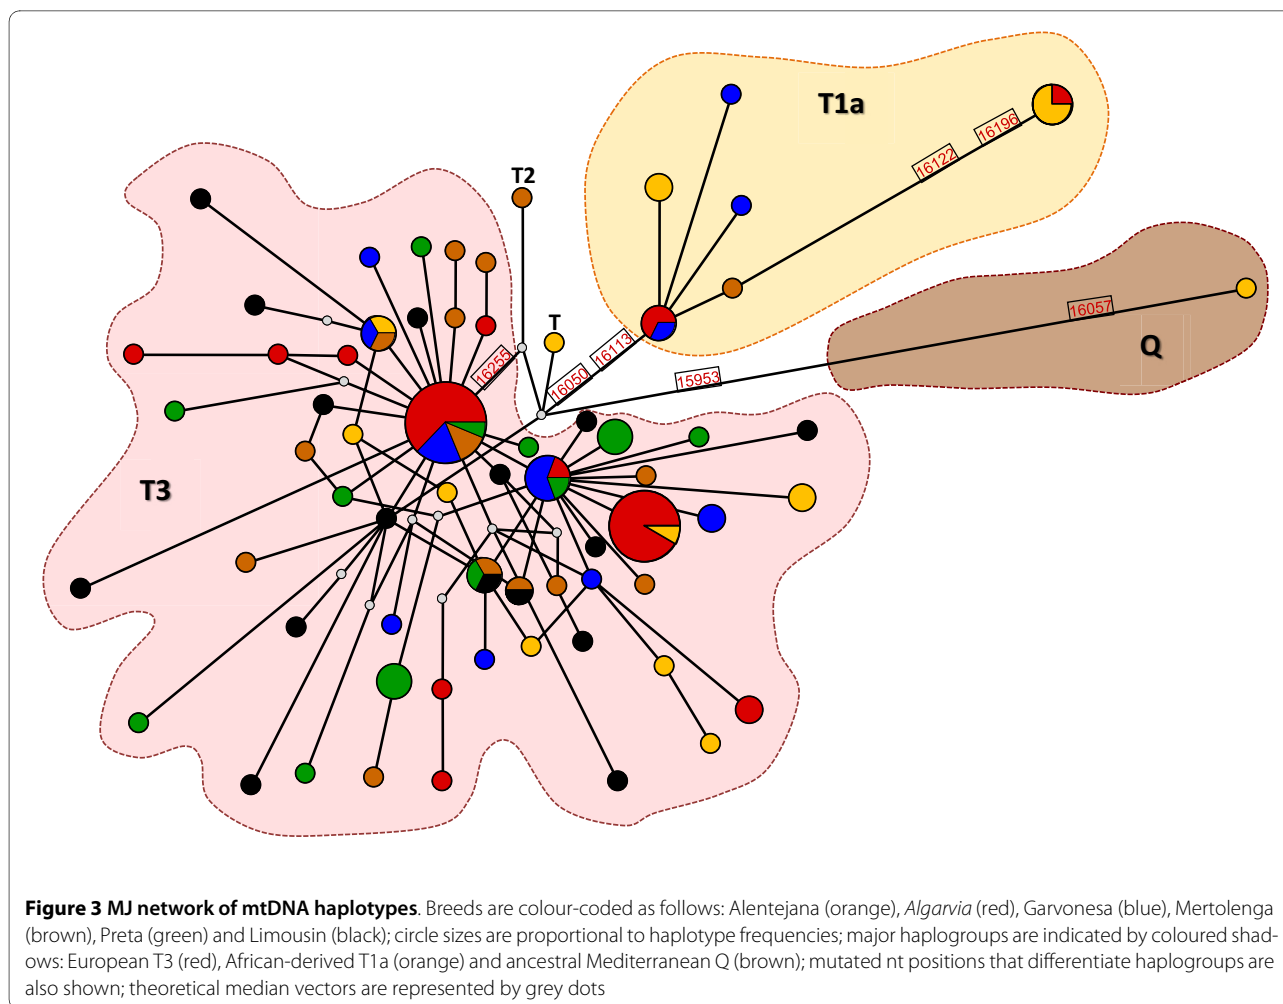 T1a
16196
16122
T2
16057
T
16113
Q
16255
16050
15953
T3
Figure 3 MJ network of mtDNA haplotypes. Breeds are colour-coded as follows: Alentejana (orange), Algarvia (red), Garvonesa (blue), Mertolenga
(brown), Preta (green) and Limousin (black); circle sizes are proportional to haplotype frequencies; major haplogroups are indicated by coloured shad-
ows: European T3 (red), African-derived T1a (orange) and ancestral Mediterranean Q (brown); mutated nt positions that differentiate haplogroups are
also shown; theoretical median vectors are represented by grey dots